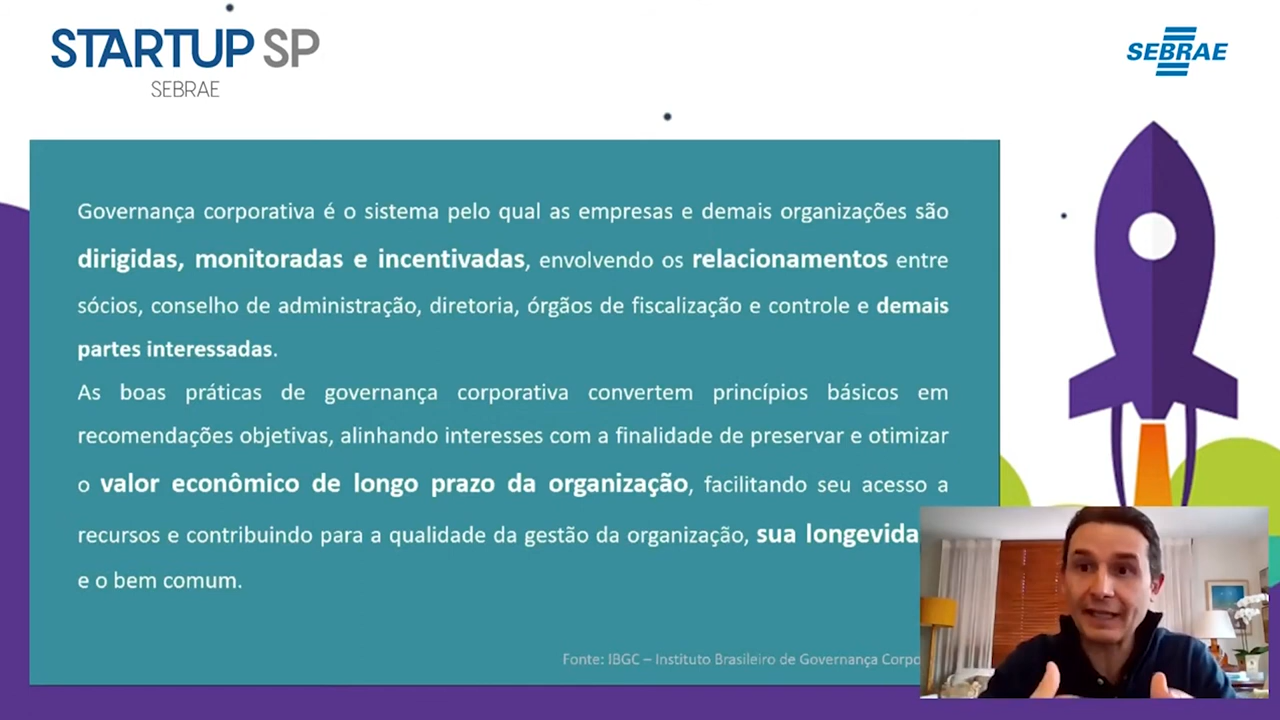 STARTUP SP
SEBRAE
SEBRAE
Governança corporativa é o sistema pelo qual as empresas e demais organizações são
dirigidas, monitoradas e incentivadas, envolvendo os relacionamentos entre
sócios, conselho de administração, diretoria, órgãos de fiscalização e controle e demais
partes interessadas.
As boas práticas de governança corporativa convertem princípios básicos em
recomendações objetivas, alinhando interesses com a finalidade de preservar e otimizar
o valor econômico de longo prazo da organização, facilitando seu acesso a
recursos e contribuindo para a qualidade da gestão da organização, sua longevida
e o bem comum.
Fonte: IBGC – Instituto Brasileiro de Governança Corpo